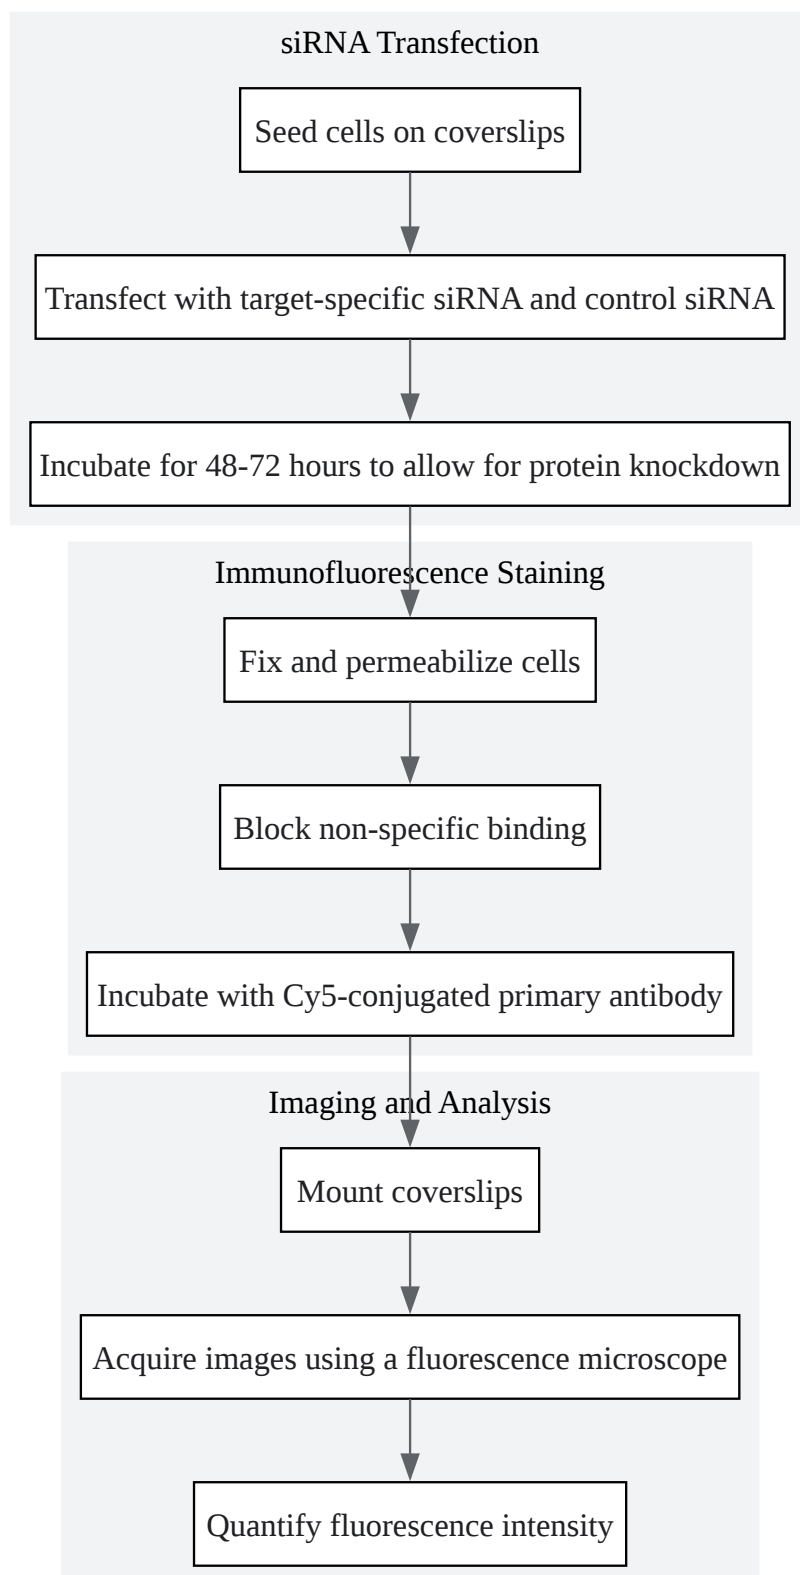 siRNA Transfection
Seed cells on coverslips
Transfect with target-specific siRNA and control siRNA
Incubate for 48-72 hours to allow for protein knockdown
Immunofluorescence Staining
Fix and permeabilize cells
Block non-specific binding
Incubate with Cy5-conjugated primary antibody
Imaging and Analysis
Mount coverslips
Acquire images using a fluorescence microscope
Quantify fluorescence intensity